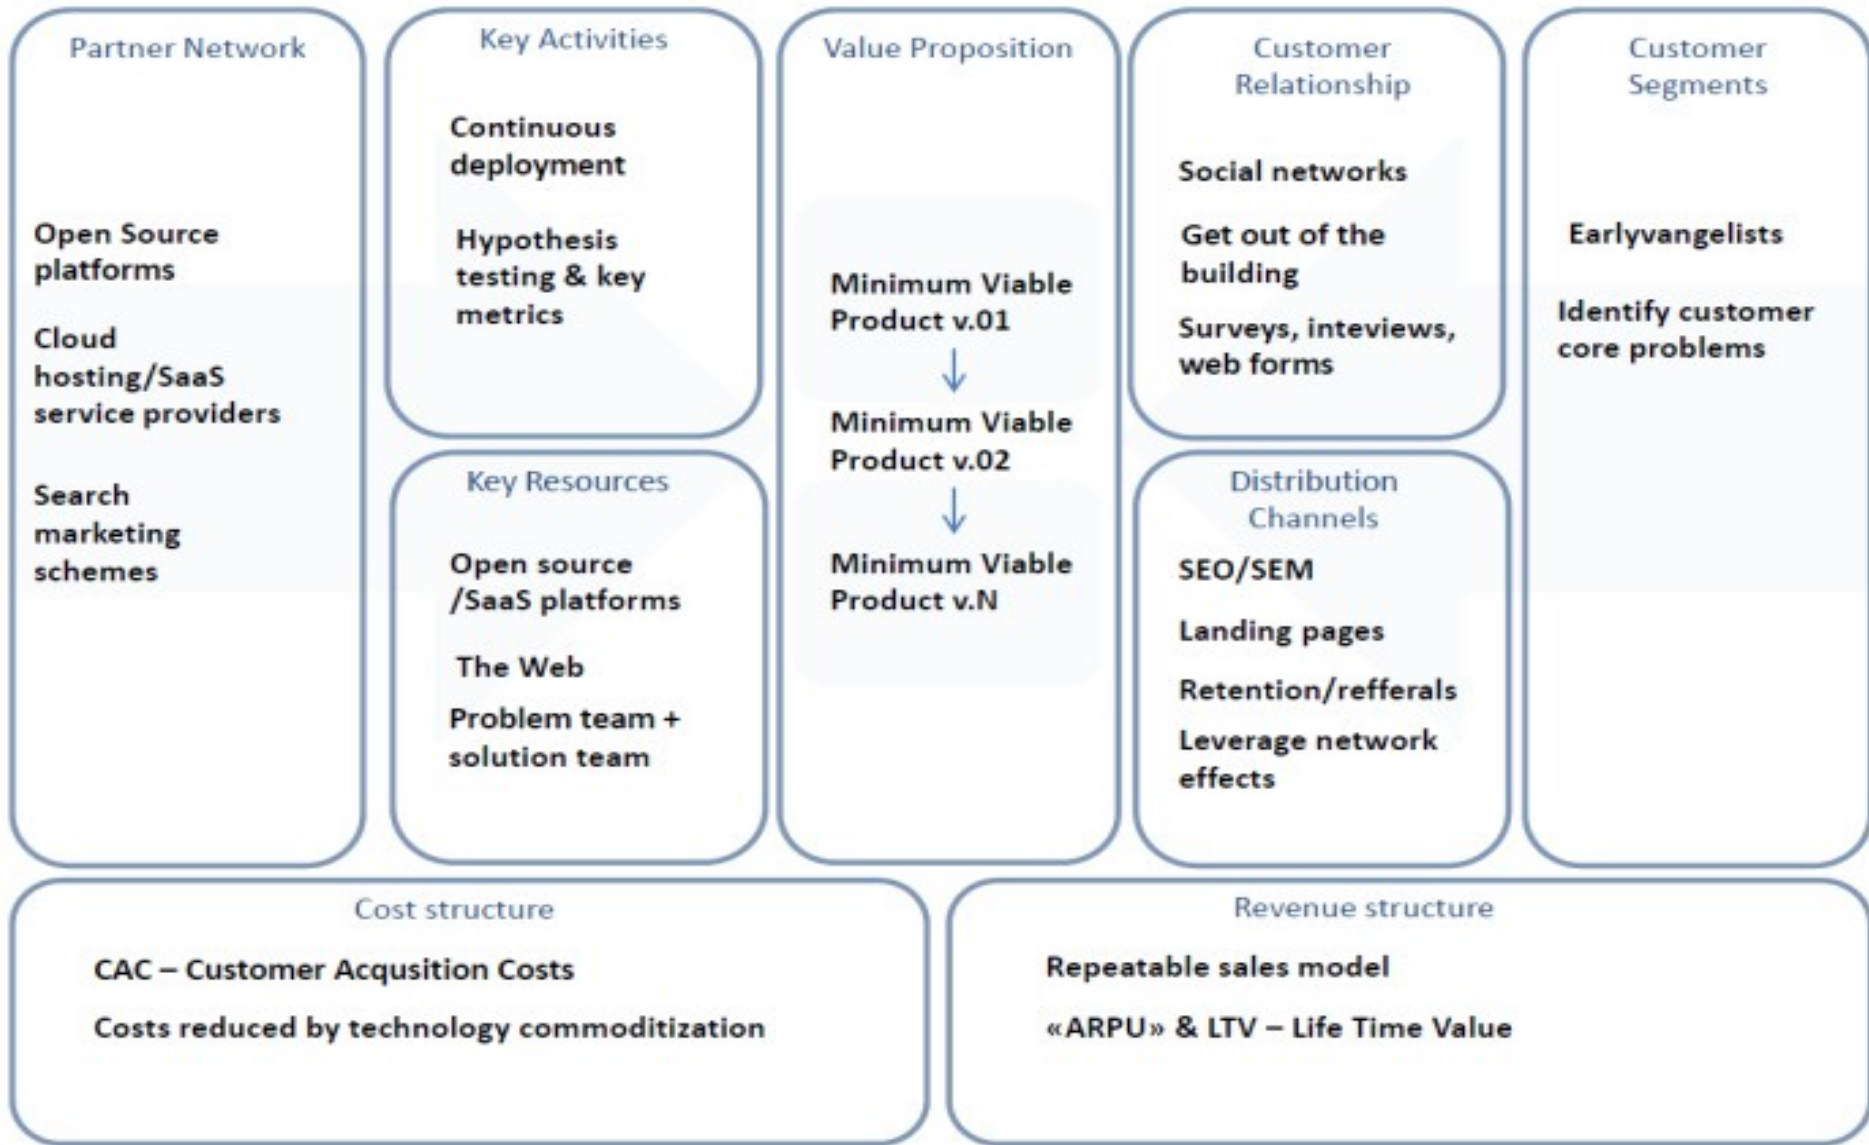 Partner Network
Open Source
platforms
Cloud
hosting/SaaS
service providers
Search
marketing
schemes
Key Activities
Continuous
deployment
Hypothesis
testing & key
metrics
Key Resources
Open source
/SaaS platforms
The Web
Problem team +
solution team
Value Proposition
Minimum Viable
Product v.01
Minimum Viable
Product v.02
Minimum Viable
Product v.N
Customer
Relationship
Social networks
Get out of the
building
Surveys, inteviews,
web forms
Distribution
Channels
SEO/SEM
Landing pages
Retention/refferals
Leverage network
effects
Customer
Segments
Earlyvangelists
Identify customer
core problems
Cost structure
CAC – Customer Acqusition Costs
Costs reduced by technology commoditization
Revenue structure
Repeatable sales model
«ARPU» & LTV – Life Time Value